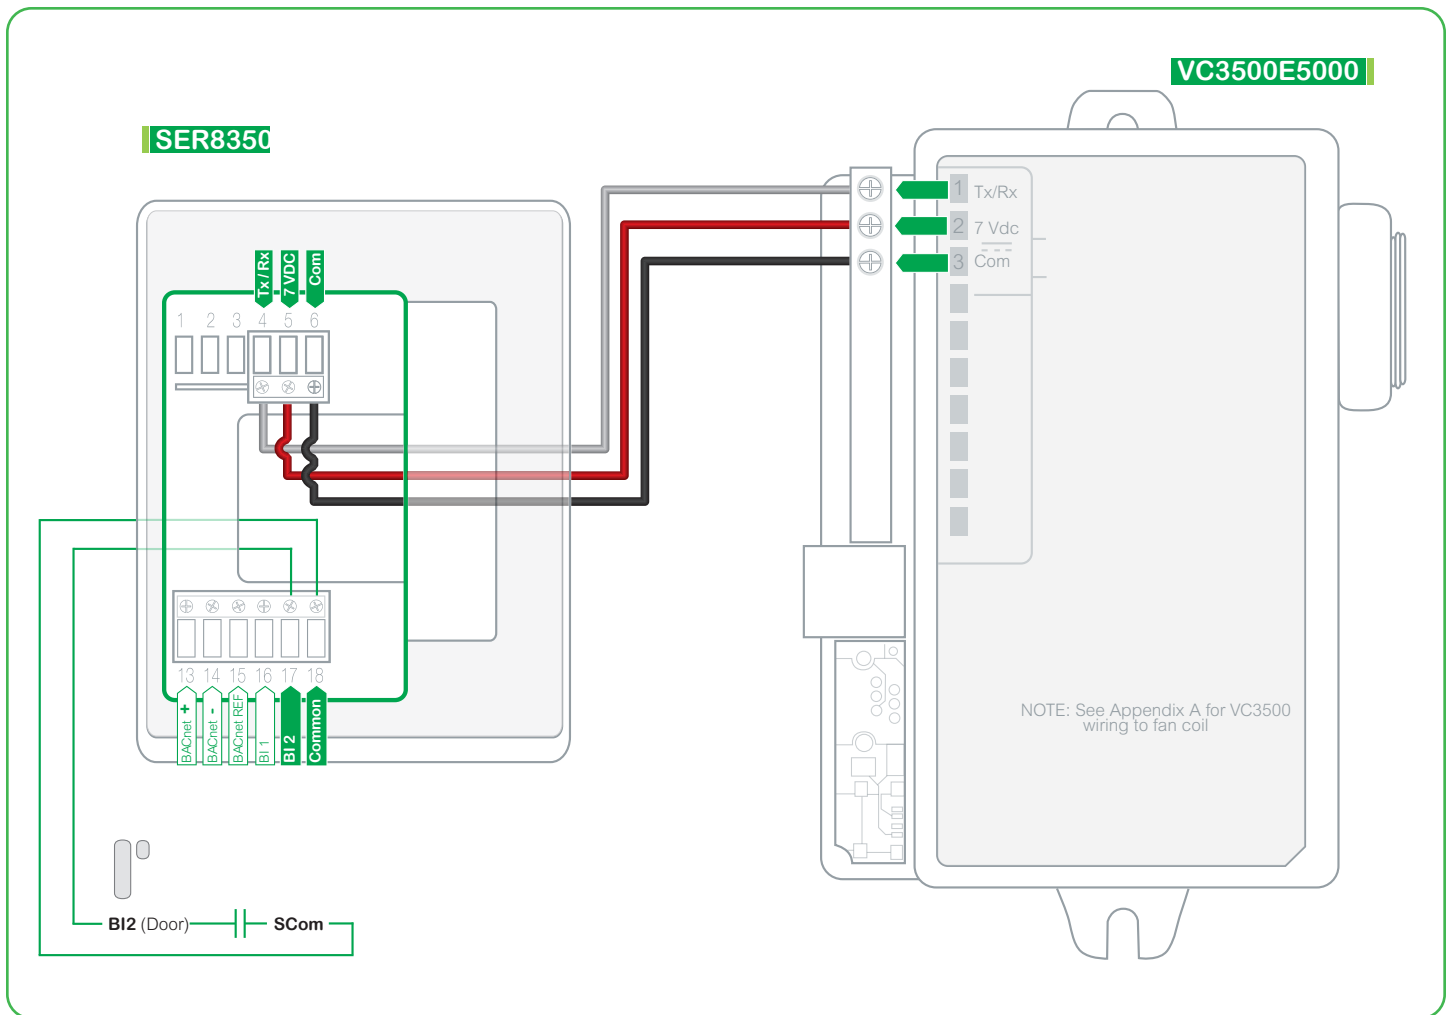 VC3500E5000
SER8350
Tx / Rx
7 VDC
Com
1 2 3 4 5 6
1 Tx/Rx
2 7 Vdc
3 Com
13 14 15 16 17 18
BACnet +
BACnet -
BACnet REF
BI 1
BI 2
Common
NOTE: See Appendix A for VC3500
wiring to fan coil
BI2 (Door)
SCom